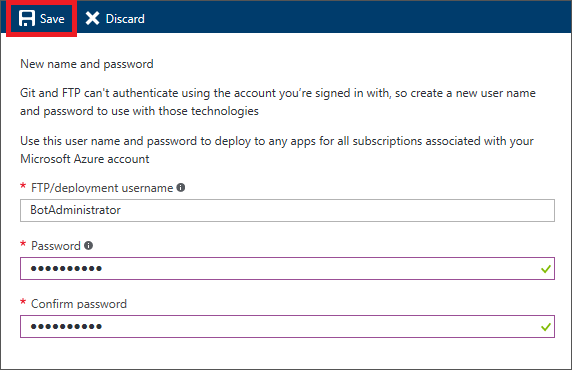 Save Discard
New name and password
Git and FTP can't authenticate using the account you're signed in with, so create a new user name
and password to use with those technologies
Use this user name and password to deploy to any apps for all subscriptions associated with your
Microsoft Azure account
* FTP/deployment username
BotAdministrator
* Password
••••••••••
* Confirm password
••••••••••